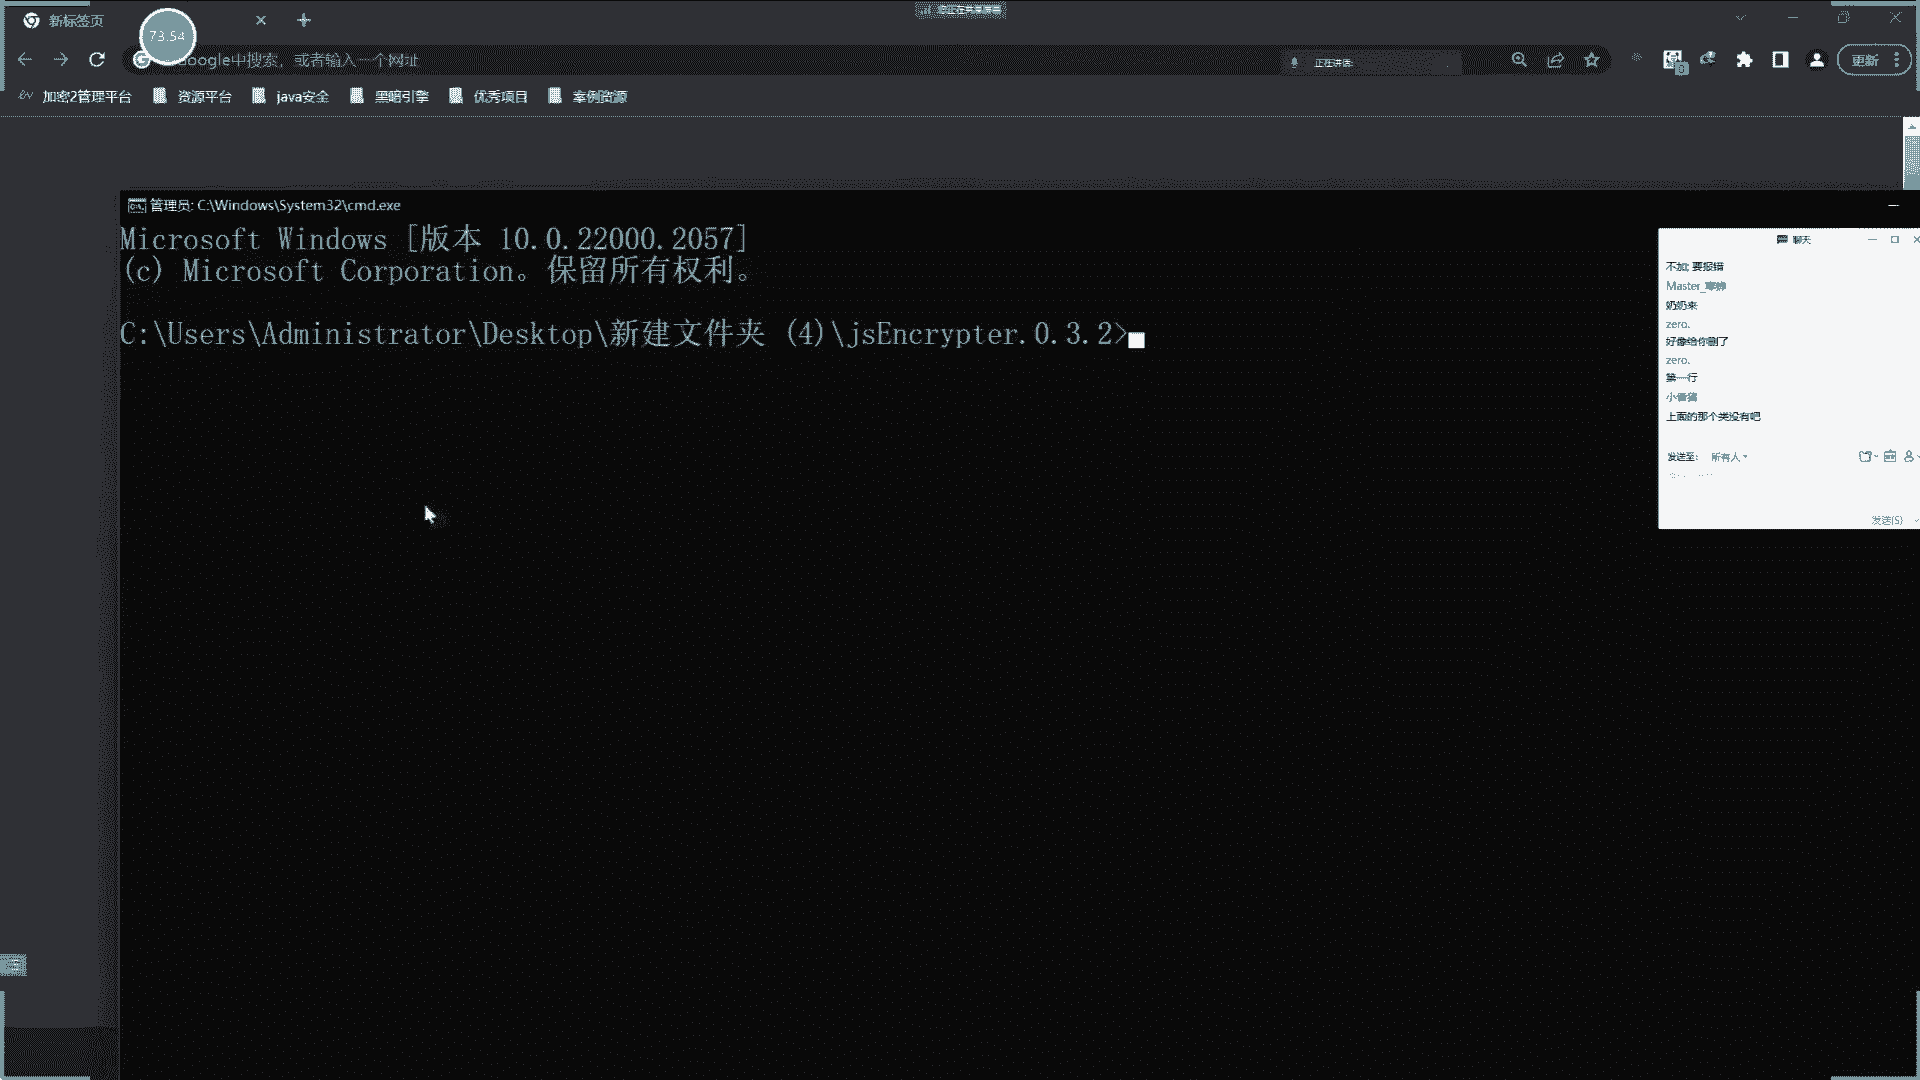 新标签页
73.54
oogle中搜索，或者输入一个网址
正在讲话:
更新
加密2管理平台
资源平台
java安全
黑暗引擎
优秀项目
案例资源
管理员: C:\Windows\System32\cmd.exe
Microsoft Windows [版本 10.0.22000.2057]
(c) Microsoft Corporation。保留所有权利。
C:\Users\Administrator\Desktop\新建文件夹 (4)\jsEncrypter.0.3.2>
聊天
不加; 要报错
Master_
奶奶来
zero.
好像给你删了
zero.
第一行
上面的那个类没有吧
发送至:
所有人
发送(S)